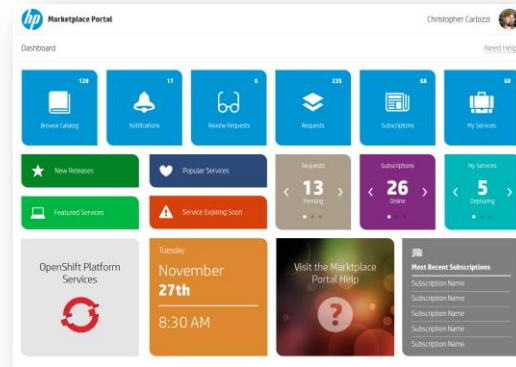 hp Marketplace Portal
Christopher Carlozzi
Dashboard
Need Help
128
Browse Catalog
17
Notifications
6
Review Requests
235
Requests
68
Subscriptions
68
My Services
New Releases
Popular Services
Featured Services
Service Expiring Soon
Requests
13
Pending
Subscriptions
26
Online
My Services
5
Deploying
OpenShift Platform
Services
Tuesday
November
27th
8:30 AM
Visit the Marktplace
Portal Help
?
Most Recent Subscriptions
Subscription Name
Subscription Name
Subscription Name
Subscription Name
Subscription Name